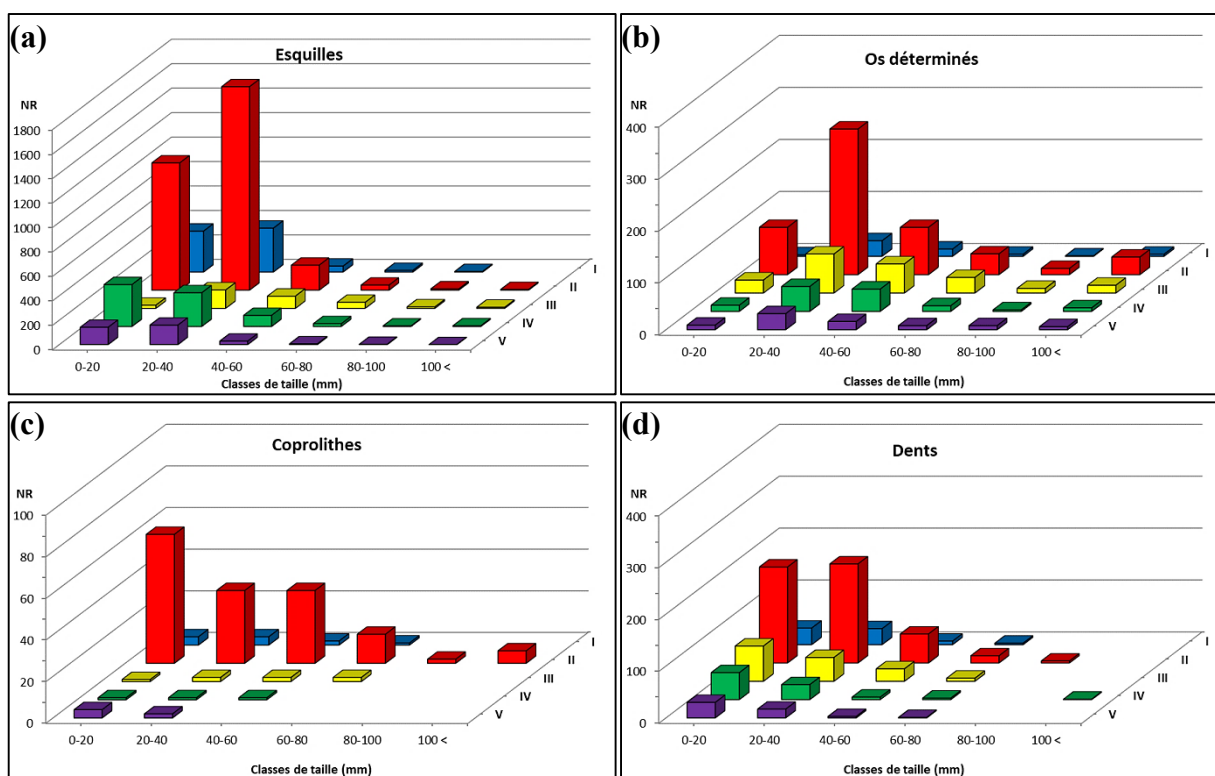 (a)
Esquilles
NR
1800
1600
1400
1200
1000
800
600
400
200
0
I
II
III
IV
V
0-20 20-40 40-60 60-80 80-100 100 <
Classes de taille (mm)
(b)
Os déterminés
NR
400
300
200
100
0
I
II
III
IV
V
0-20 20-40 40-60 60-80 80-100 100 <
Classes de taille (mm)
(c)
Coprolithes
NR
100
80
60
40
20
0
I
II
III
IV
V
0-20 20-40 40-60 60-80 80-100 100 <
Classes de taille (mm)
(d)
Dents
NR
400
300
200
100
0
I
II
III
IV
V
0-20 20-40 40-60 60-80 80-100 100 <
Classes de taille (mm)